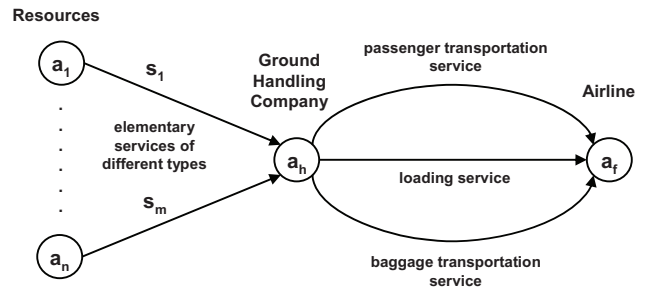 Resources
a1
s1
elementary
services of
different types
sm
an
Ground
Handling
Company
ah
passenger transportation
service
loading service
baggage transportation
service
Airline
af